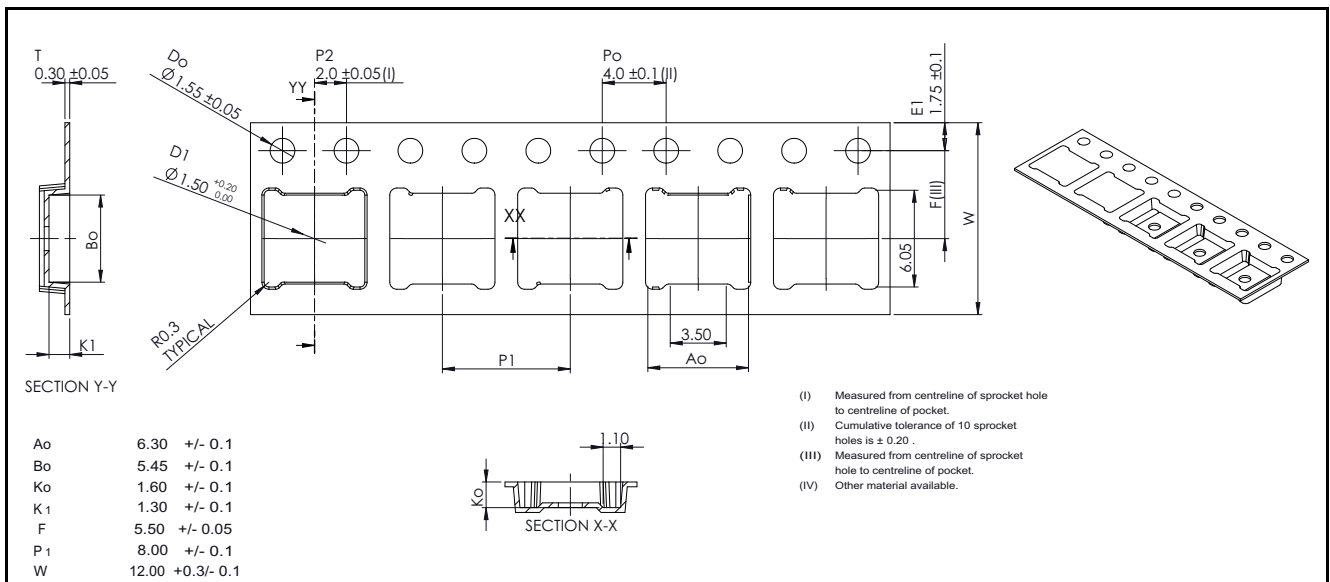 T
0.30 ±0.05
Do
Ø1.55 ±0.05
P2
2.0 ±0.05(I)
YY
Po
4.0 ±0.1(II)
E1
1.75 ±0.1
D1
Ø1.50 +0.20
0.00
F(III)
W
Bo
XX
6.05
R0.3
TYPICAL
K1
P1
3.50
Ao
SECTION Y-Y
(I) Measured from centreline of sprocket hole
to centreline of pocket.
(II) Cumulative tolerance of 10 sprocket
holes is ± 0.20 .
(III) Measured from centreline of sprocket
hole to centreline of pocket.
(IV) Other material available.
1.10
Ko
SECTION X-X
Ao 6.30 +/- 0.1
Bo 5.45 +/- 0.1
Ko 1.60 +/- 0.1
K1 1.30 +/- 0.1
F 5.50 +/- 0.05
P1 8.00 +/- 0.1
W 12.00 +0.3/- 0.1